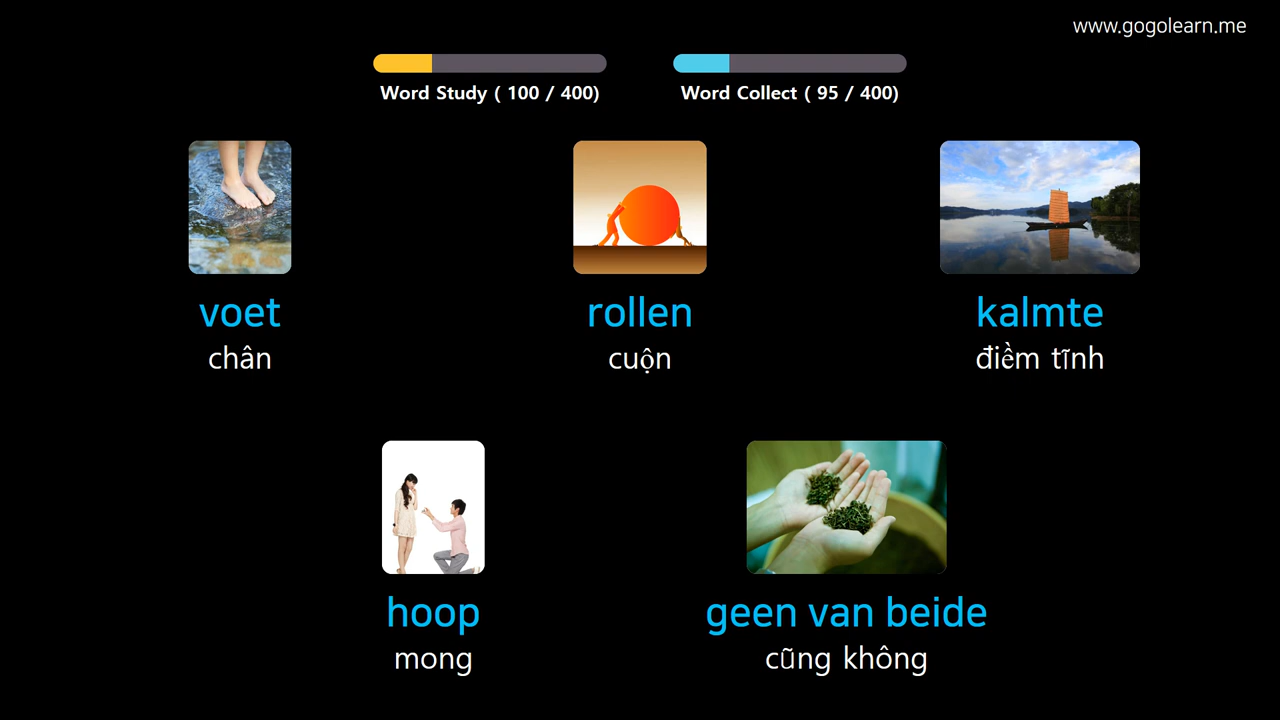 www.gogolearn.me
Word Study ( 100 / 400)
Word Collect ( 95 / 400)
voet
chân
rollen
cuộn
kalmte
điềm tĩnh
hoop
mong
geen van beide
cũng không